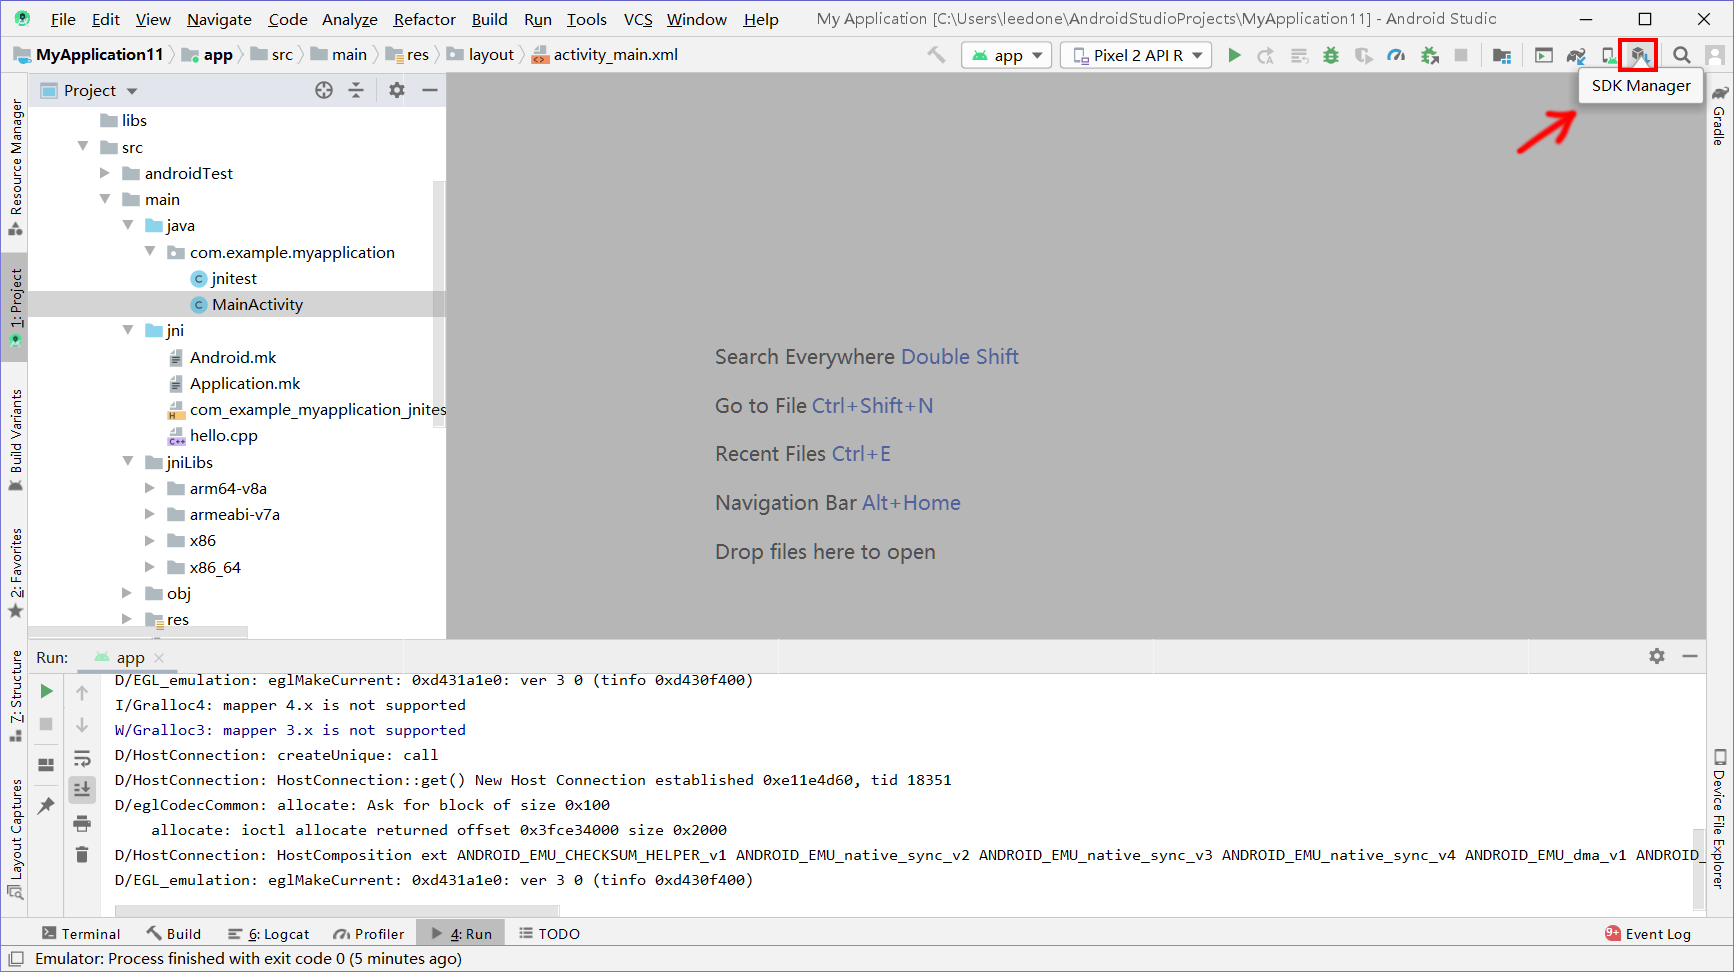 File Edit View Navigate Code Analyze Refactor Build Run Tools VCS Window Help My Application [C:\Users\leedone\AndroidStudioProjects\MyApplication11] - Android Studio
MyApplication11 app src main res layout activity_main.xml app Pixel 2 API R
SDK Manager
Project
libs
src
androidTest
main
java
com.example.myapplication
jnitest
MainActivity
jni
Android.mk
Application.mk
com_example_myapplication_jnites
hello.cpp
jniLibs
arm64-v8a
armeabi-v7a
x86
x86_64
obj
res
Resource Manager
1: Project
Build Variants
2: Favorites
7: Structure
Layout Captures
Search Everywhere Double Shift
Go to File Ctrl+Shift+N
Recent Files Ctrl+E
Navigation Bar Alt+Home
Drop files here to open
Gradle
Device File Explorer
Run: app
D/EGL_emulation: eglMakeCurrent: 0xd431a1e0: ver 3 0 (tinfo 0xd430f400)
I/Gralloc4: mapper 4.x is not supported
W/Gralloc3: mapper 3.x is not supported
D/HostConnection: createUnique: call
D/HostConnection: HostConnection::get() New Host Connection established 0xe11e4d60, tid 18351
D/eglCodecCommon: allocate: Ask for block of size 0x100
allocate: ioctl allocate returned offset 0x3fce34000 size 0x2000
D/HostConnection: HostComposition ext ANDROID_EMU_CHECKSUM_HELPER_v1 ANDROID_EMU_native_sync_v2 ANDROID_EMU_native_sync_v3 ANDROID_EMU_native_sync_v4 ANDROID_EMU_dma_v1 ANDROID_
D/EGL_emulation: eglMakeCurrent: 0xd431a1e0: ver 3 0 (tinfo 0xd430f400)
Terminal Build 6: Logcat Profiler 4: Run TODO 9+ Event Log
Emulator: Process finished with exit code 0 (5 minutes ago)